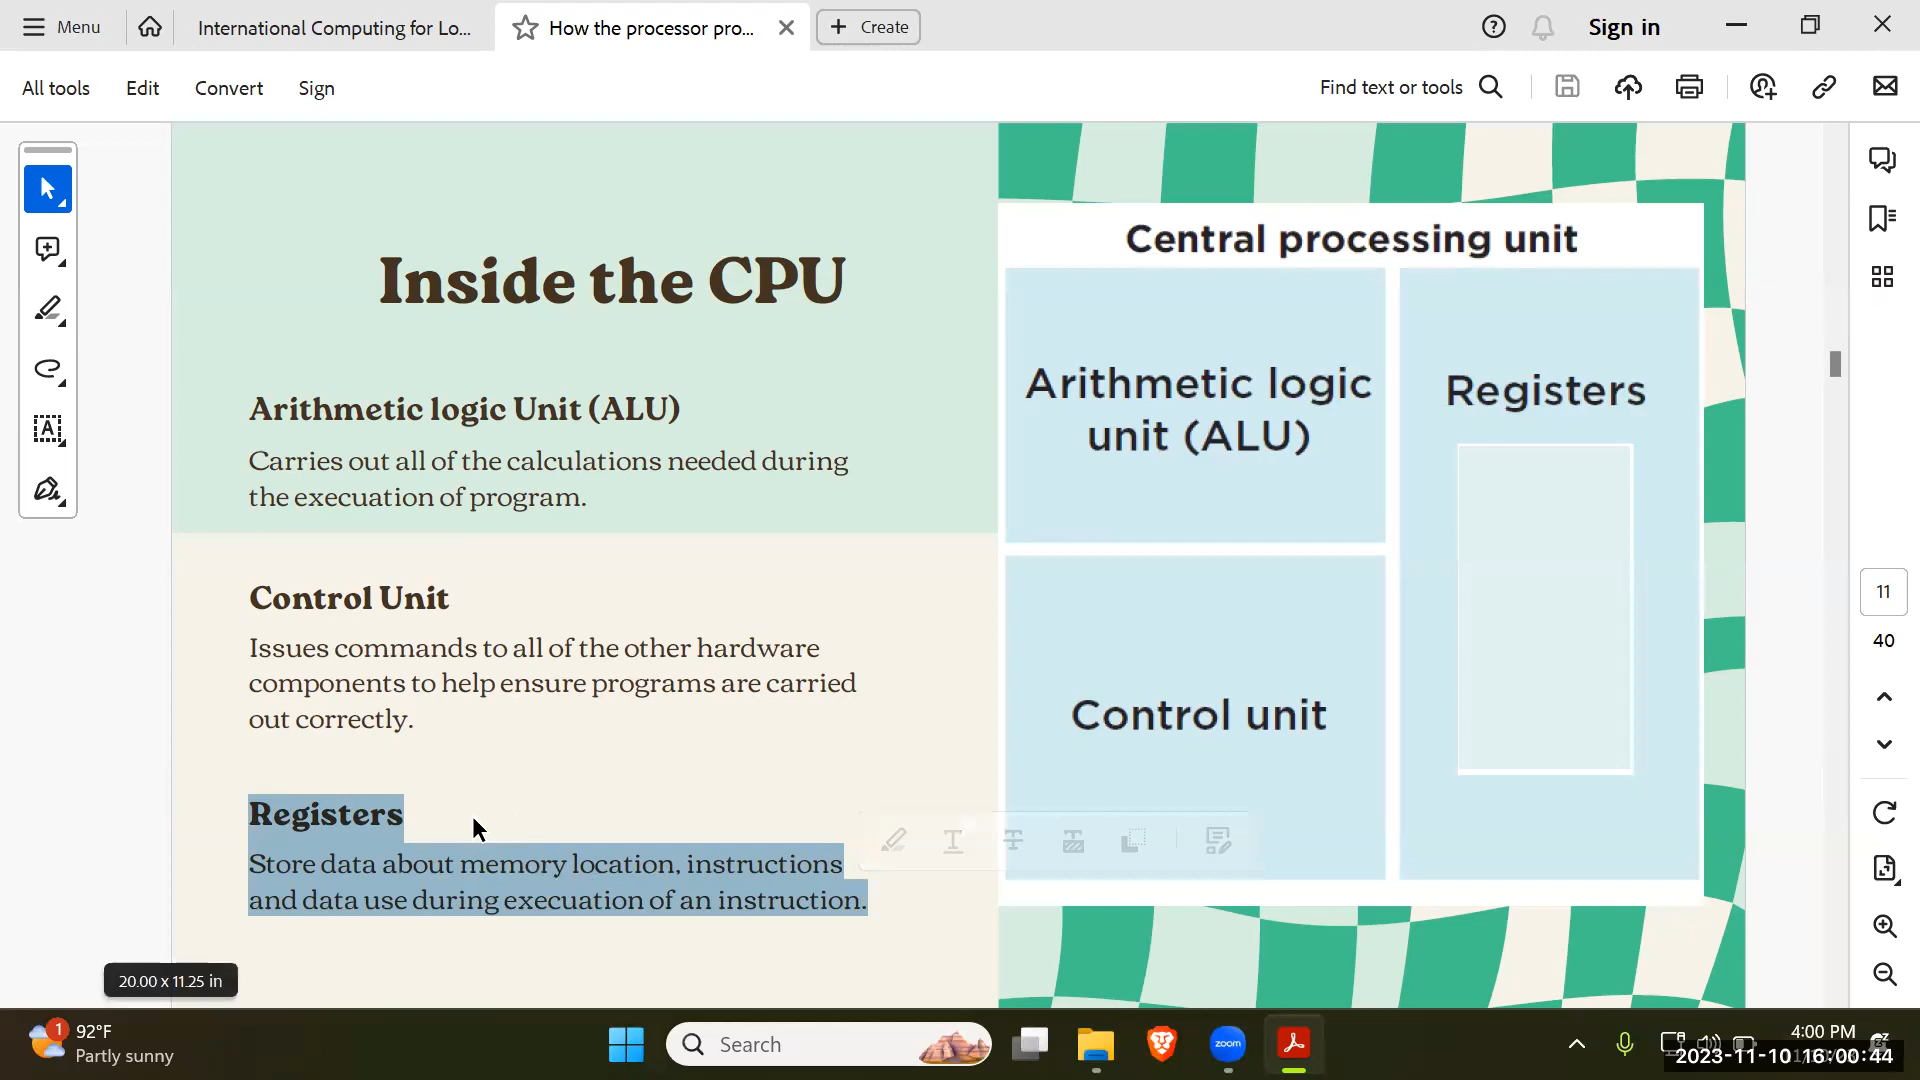 Menu
International Computing for Lo...
How the processor pro...
Create
Sign in
All tools
Edit
Convert
Sign
Find text or tools
Inside the CPU
Arithmetic logic Unit (ALU)
Carries out all of the calculations needed during
the execuation of program.
Control Unit
Issues commands to all of the other hardware
components to help ensure programs are carried
out correctly.
Registers
Store data about memory location, instructions
and data use during execuation of an instruction.
Central processing unit
Arithmetic logic
unit (ALU)
Registers
Control unit
11
40
20.00 x 11.25 in
1
92°F
Partly sunny
Search
zoom
4:00 PM
2023-11-10 16:00:44